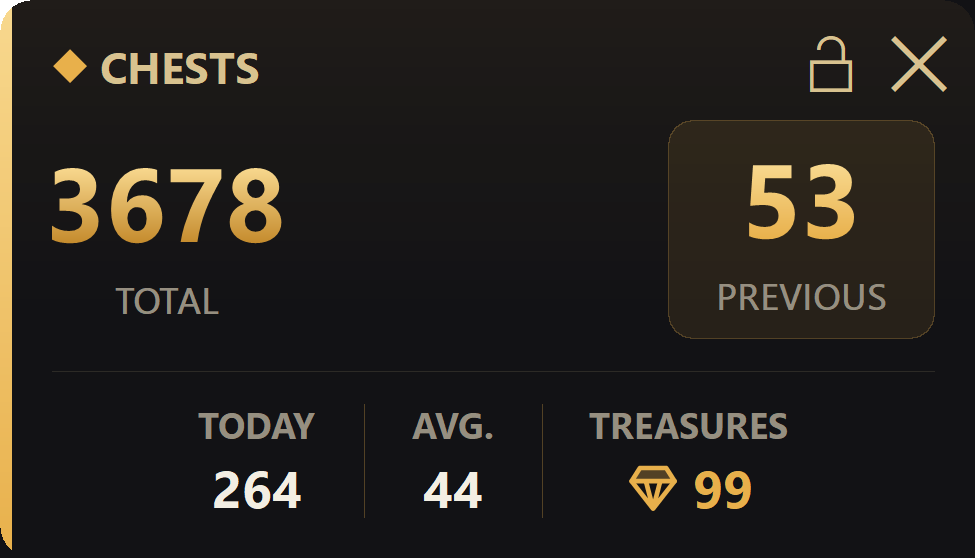 CHESTS
3678
TOTAL
53
PREVIOUS
TODAY
264
AVG.
44
TREASURES
99